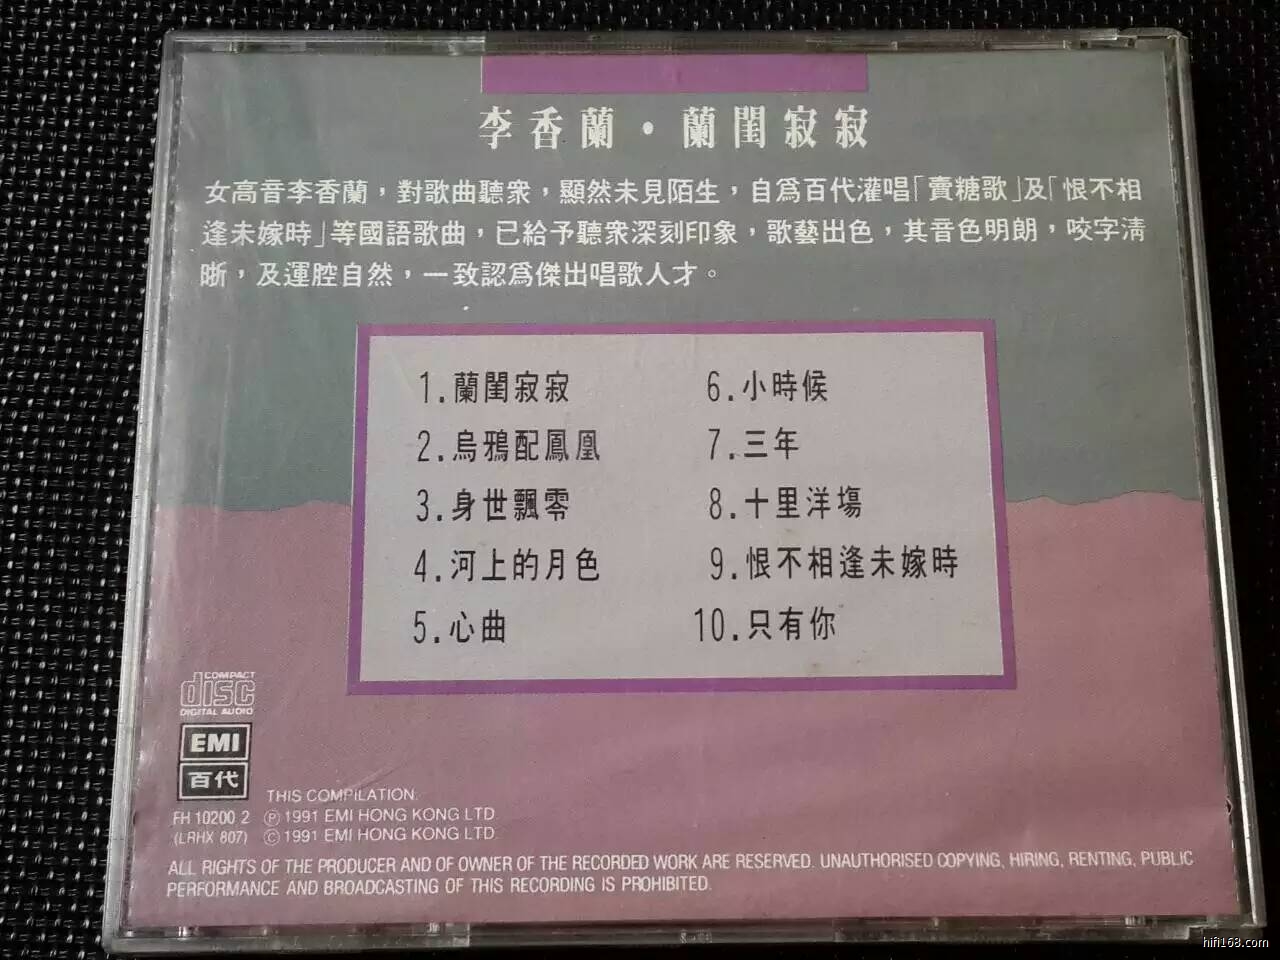 李香蘭・蘭閨寂寂
女高音李香蘭，對歌曲聽衆，顯然未見陌生，自爲百代灌唱「賣糖歌」及「恨不相
逢未嫁時」等國語歌曲，已給予聽衆深刻印象，歌藝出色，其音色明朗，咬字清
晰，及運腔自然，一致認爲傑出唱歌人才。
1.蘭閨寂寂
2.烏鴉配鳳凰
3.身世飄零
4.河上的月色
5.心曲
6.小時候
7.三年
8.十里洋塲
9.恨不相逢未嫁時
10.只有你
COMPACT
disc
DIGITAL AUDIO
EMI
百代
FH 10200 2
(LRHX 807)
THIS COMPILATION.
Ⓟ 1991 EMI HONG KONG LTD
Ⓒ 1991 EMI HONG KONG LTD.
ALL RIGHTS OF THE PRODUCER AND OF OWNER OF THE RECORDED WORK ARE RESERVED. UNAUTHORISED COPYING, HIRING, RENTING, PUBLIC
PERFORMANCE AND BROADCASTING OF THIS RECORDING IS PROHIBITED.
hifi168.com